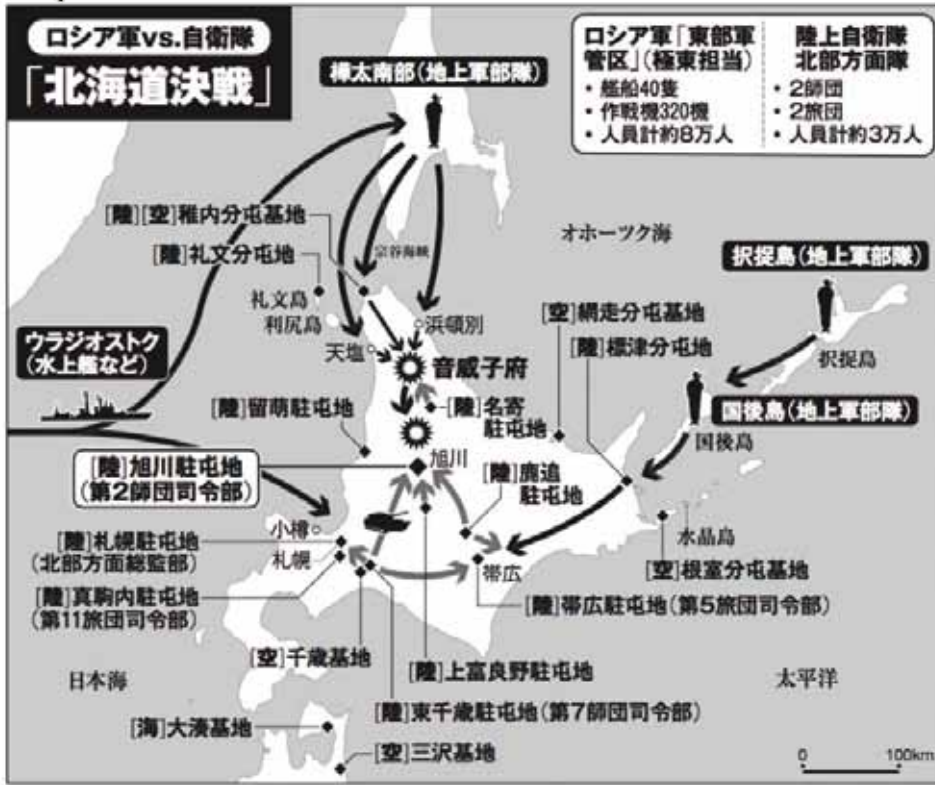 ロシア軍vs.自衛隊
「北海道決戦」
樺太南部(地上軍部隊)
ロシア軍「東部軍
管区」(極東担当)
・艦船40隻
・作戦機320機
・人員計約8万人
陸上自衛隊
北部方面隊
・2師団
・2旅団
・人員計約3万人
[陸][空]稚内分屯基地
[陸]礼文分屯地
宗谷海峡
オホーツク海
択捉島(地上軍部隊)
礼文島
利尻島
浜頓別
[空]網走分屯基地
ウラジオストク
(水上艦など)
天塩
音威子府
[陸]標津分屯地
択捉島
[陸]留萌駐屯地
[陸]名寄
駐屯地
国後島(地上軍部隊)
国後島
[陸]旭川駐屯地
(第2師団司令部)
旭川
[陸]鹿追
駐屯地
小樽
水晶島
[陸]札幌駐屯地
(北部方面総監部)
札幌
帯広
[空]根室分屯基地
[陸]真駒内駐屯地
(第11旅団司令部)
[陸]帯広駐屯地(第5旅団司令部)
[空]千歳基地
[陸]上富良野駐屯地
日本海
太平洋
[陸]東千歳駐屯地(第7師団司令部)
[海]大湊基地
[空]三沢基地
0 100km